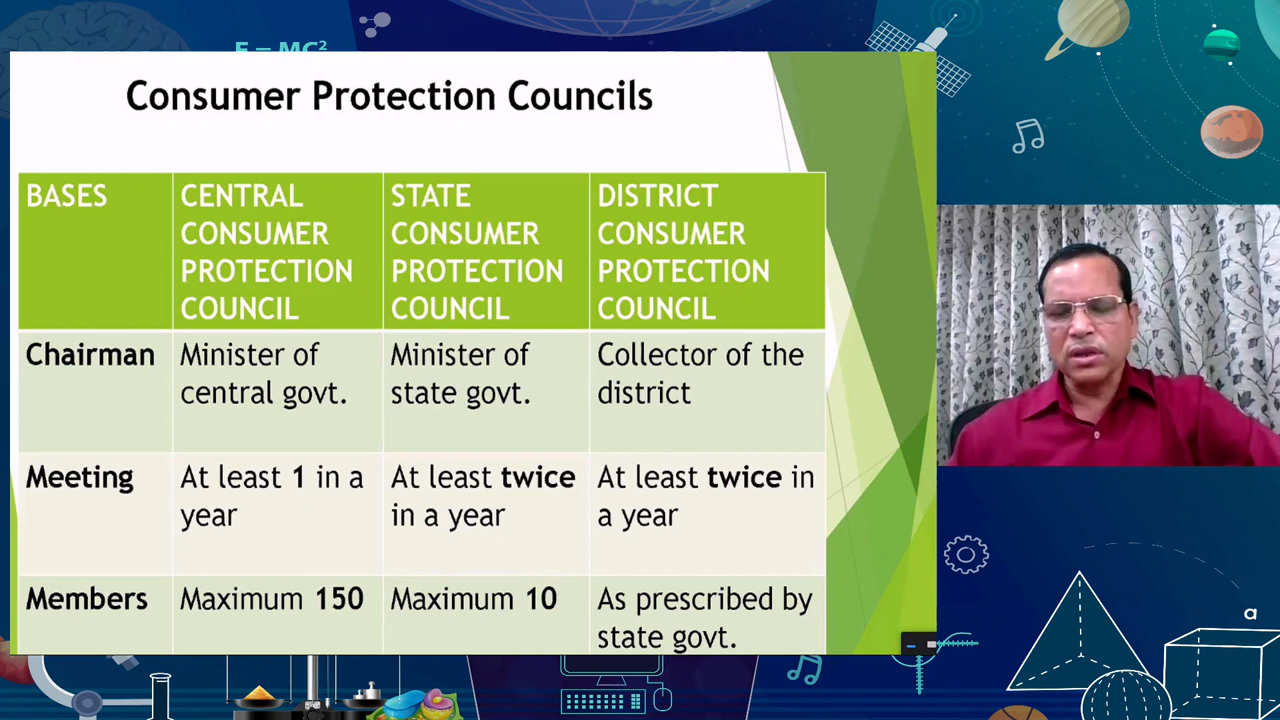 E = MC²
Consumer Protection Councils
BASES
CENTRAL
CONSUMER
PROTECTION
COUNCIL
STATE
CONSUMER
PROTECTION
COUNCIL
DISTRICT
CONSUMER
PROTECTION
COUNCIL
Chairman
Minister of
central govt.
Minister of
state govt.
Collector of the
district
Meeting
At least 1 in a
year
At least twice
in a year
At least twice in
a year
Members
Maximum 150
Maximum 10
As prescribed by
state govt.
a